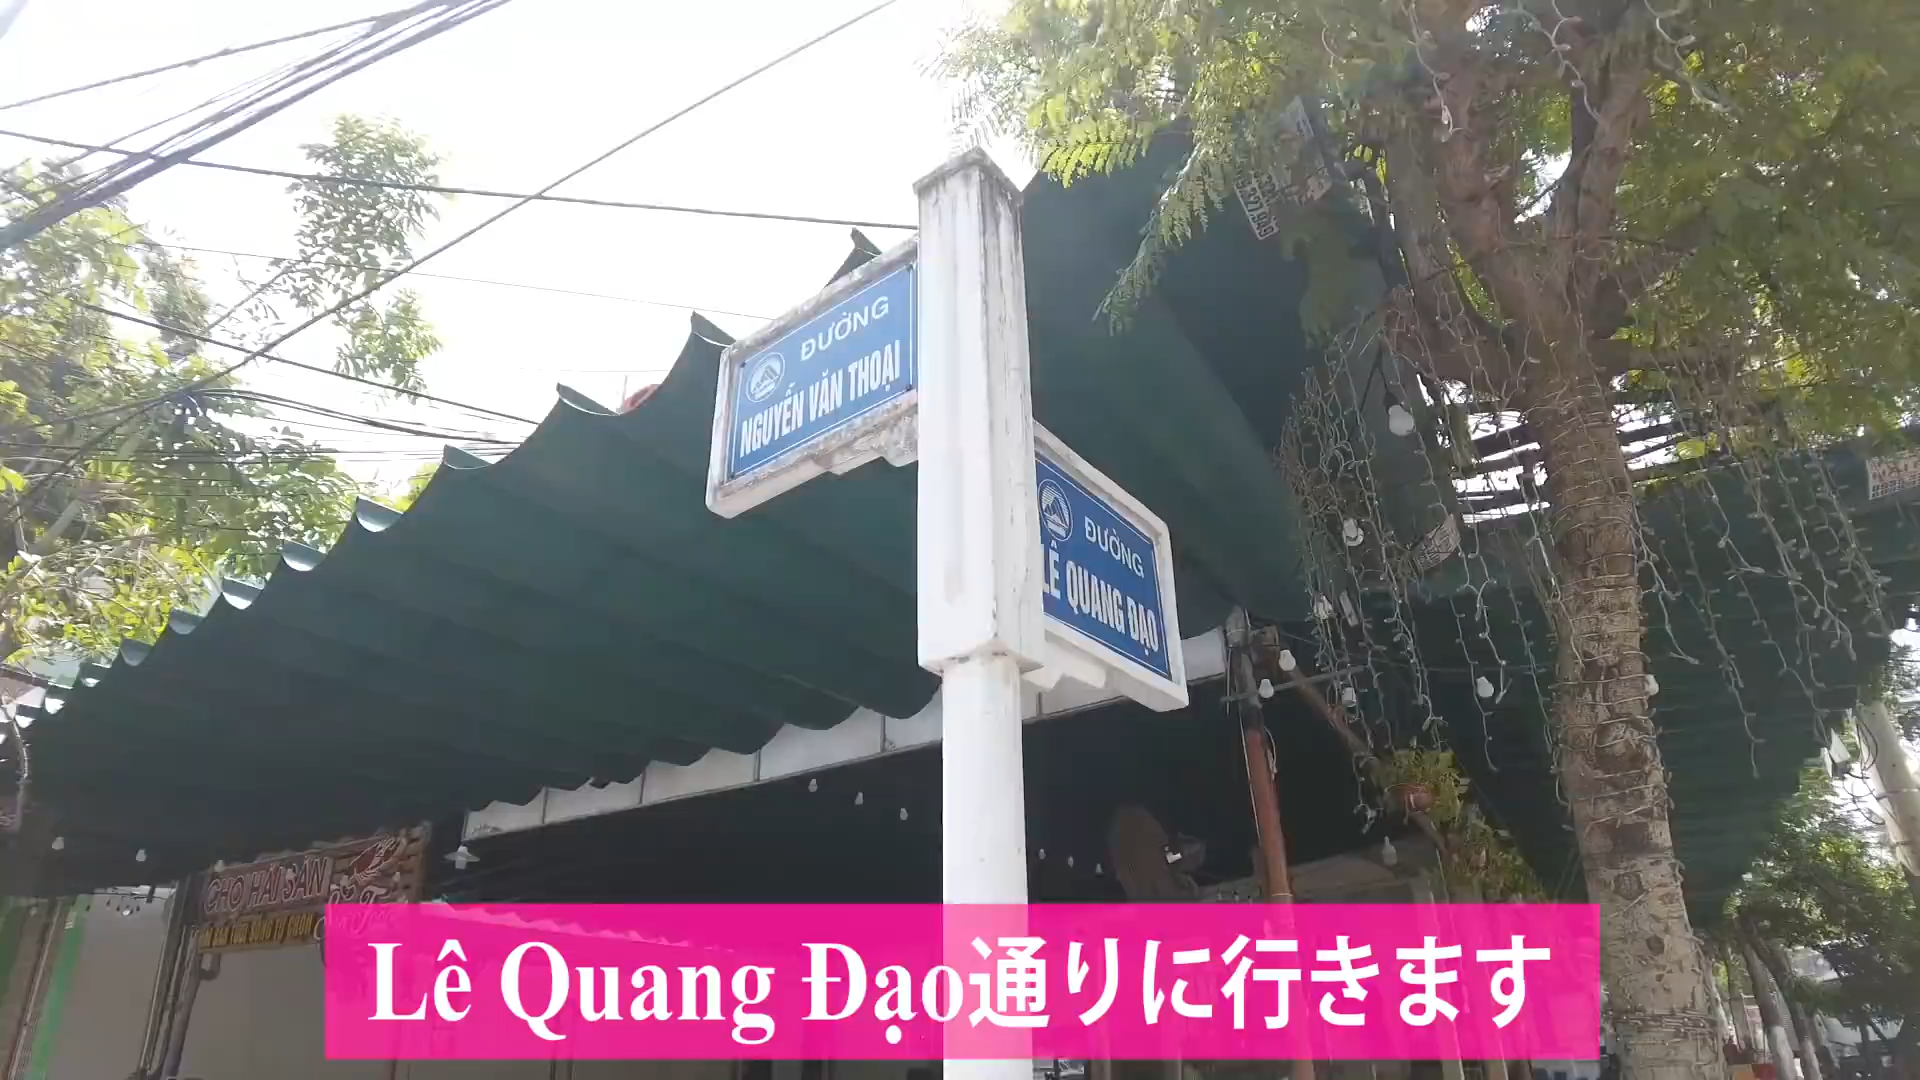 ĐƯỜNG
NGUYỄN VĂN THOẠI
ĐƯỜNG
LÊ QUANG ĐẠO
CHỢ HẢI SẢN
Lê Quang Đạo通りに行きます